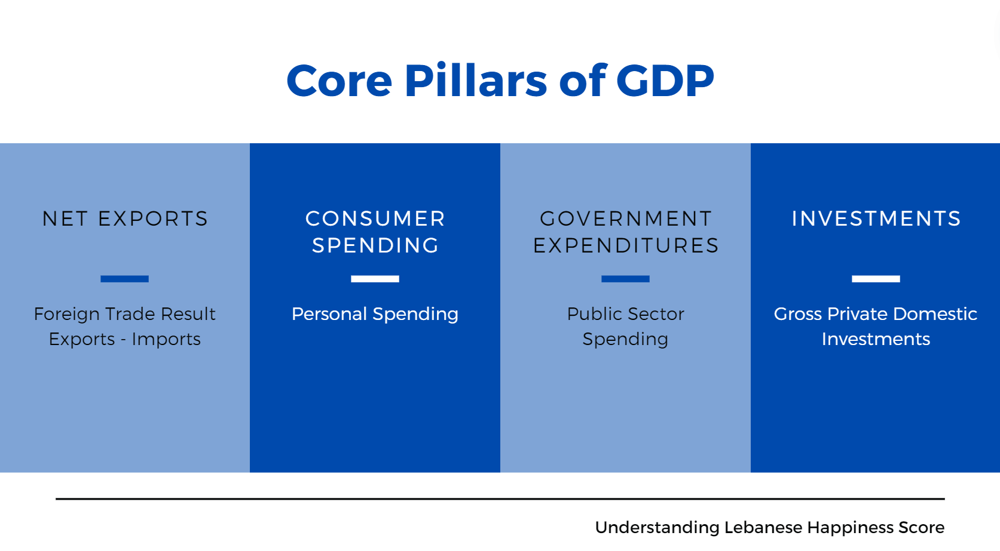 Core Pillars of GDP
NET EXPORTS
Foreign Trade Result
Exports - Imports
CONSUMER
SPENDING
Personal Spending
GOVERNMENT
EXPENDITURES
Public Sector
Spending
INVESTMENTS
Gross Private Domestic
Investments
Understanding Lebanese Happiness Score